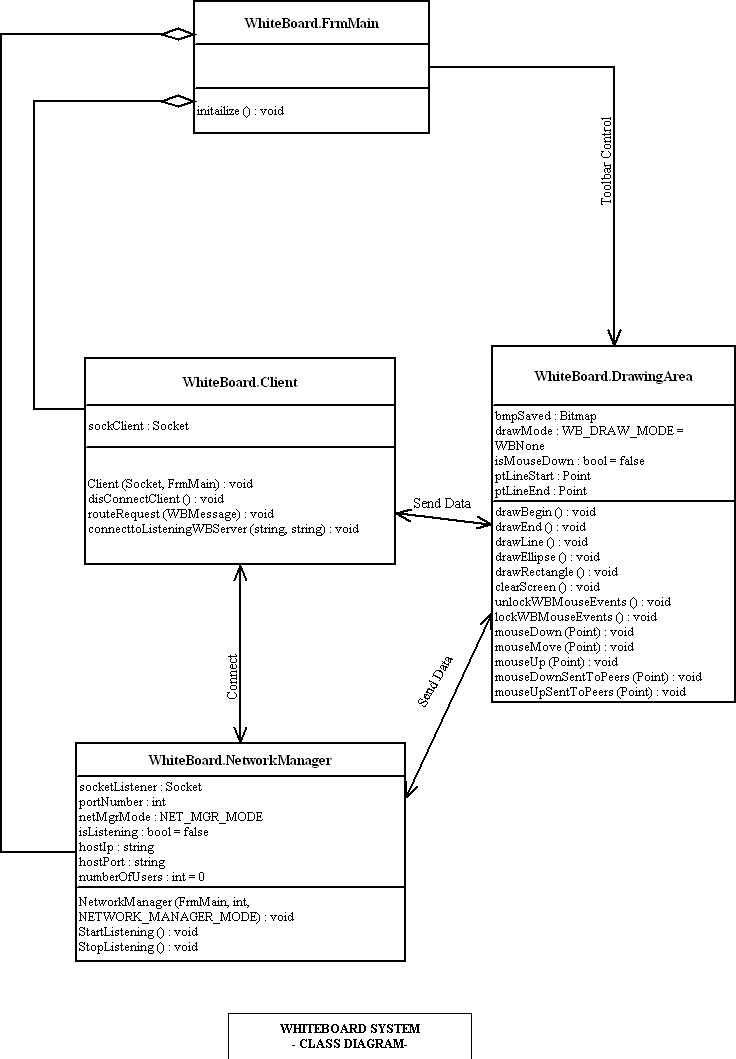 WhiteBoard.FrmMain
initailize () : void
Toolbar Control
WhiteBoard.Client
sockClient : Socket
Client (Socket, FrmMain) : void
disConnectClient () : void
routeRequest (WBMessage) : void
connecttoListeningWBServer (string, string) : void
WhiteBoard.DrawingArea
bmpSaved : Bitmap
drawMode : WB_DRAW_MODE =
WBNone
isMouseDown : bool = false
ptLineStart : Point
ptLineEnd : Point
drawBegin () : void
drawEnd () : void
drawLine () : void
drawEllipse () : void
drawRectangle () : void
clearScreen () : void
unlockWBMouseEvents () : void
lockWBMouseEvents () : void
mouseDown (Point) : void
mouseMove (Point) : void
mouseUp (Point) : void
mouseDownSentToPeers (Point) : void
mouseUpSentToPeers (Point) : void
Send Data
Connect
Send Data
WhiteBoard.NetworkManager
socketListener : Socket
portNumber : int
netMgrMode : NET_MGR_MODE
isListening : bool = false
hostIp : string
hostPort : string
numberOfUsers : int = 0
NetworkManager (FrmMain, int,
NETWORK_MANAGER_MODE) : void
StartListening () : void
StopListening () : void
WHITEBOARD SYSTEM
- CLASS DIAGRAM-